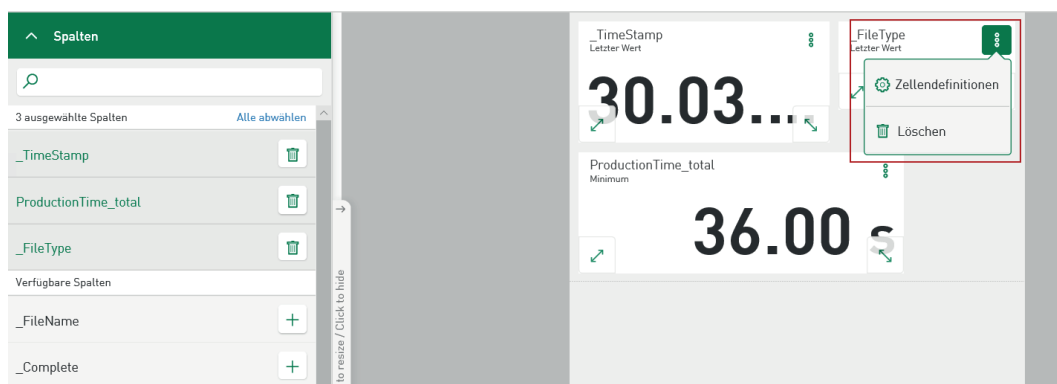 Spalten
3 ausgewählte Spalten
Alle abwählen
_TimeStamp
ProductionTime_total
_FileType
Verfügbare Spalten
_FileName
_Complete
to resize / Click to hide
_TimeStamp
Letzter Wert
30.03....
_FileType
Letzter Wert
Zellendefinitionen
Löschen
ProductionTime_total
Minimum
36.00 s